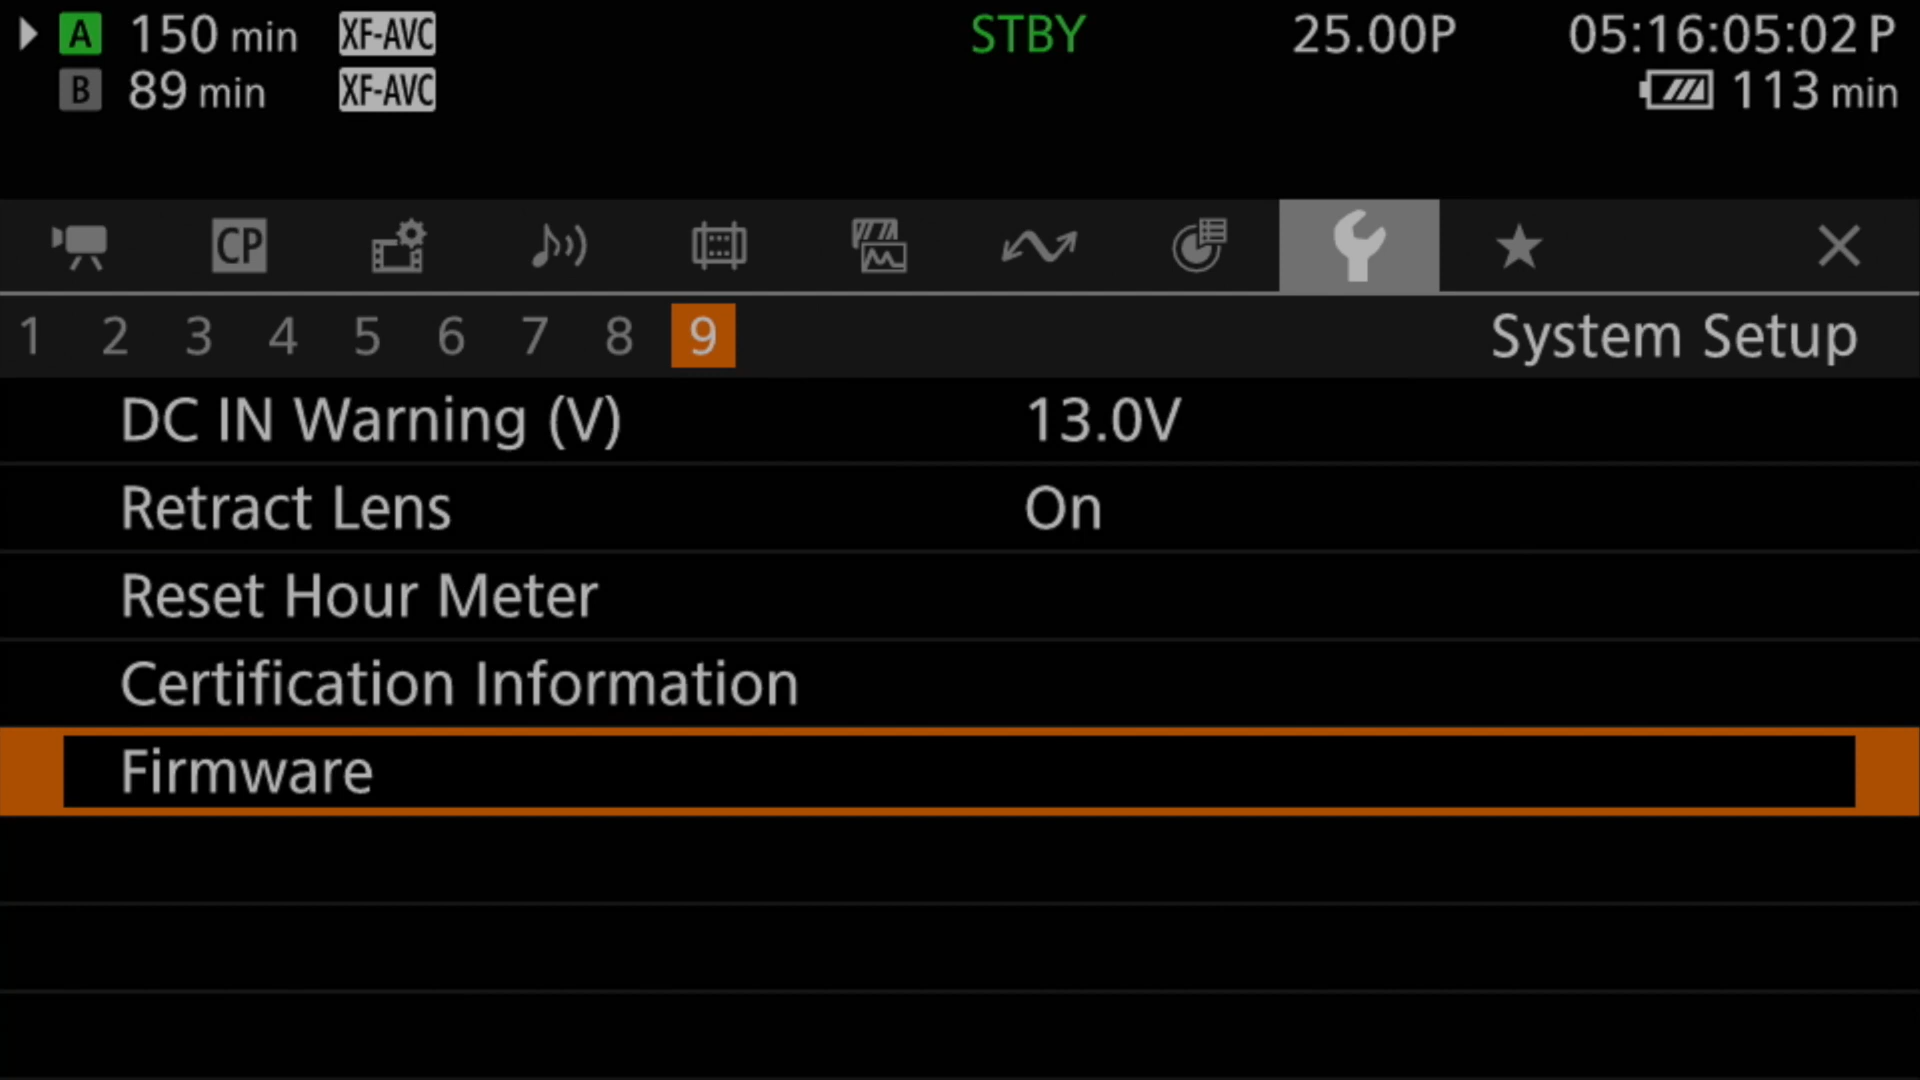 A 150 min XF-AVC STBY 25.00P 05:16:05:02 P
B 89 min XF-AVC 113 min
CP
1 2 3 4 5 6 7 8 9 System Setup
DC IN Warning (V) 13.0V
Retract Lens On
Reset Hour Meter
Certification Information
Firmware